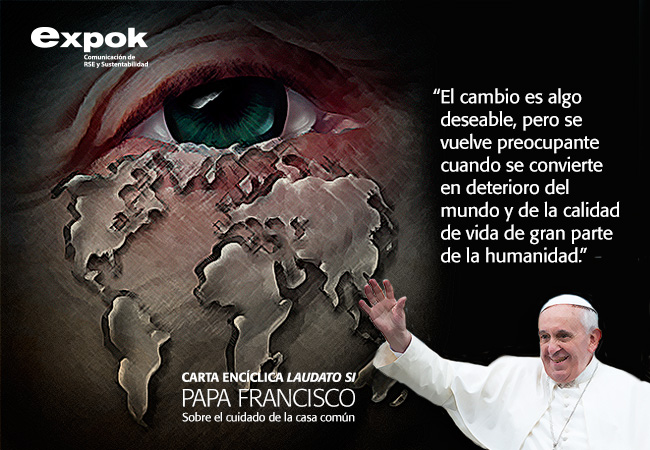 expok
Comunicación de
RSE y Sustentabilidad
“El cambio es algo
deseable, pero se
vuelve preocupante
cuando se convierte
en deterioro del
mundo y de la calidad
de vida de gran parte
de la humanidad.”
CARTA ENCÍCLICA LAUDATO SI
PAPA FRANCISCO
Sobre el cuidado de la casa común